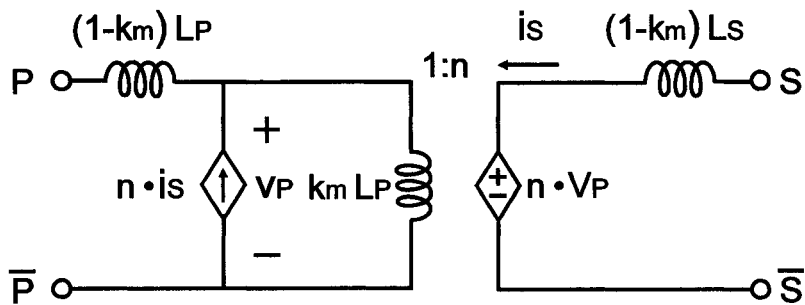 (1-km) LP
is
(1-km) Ls
1:n
P
S
+
n • is
VP
km LP
+
−
n • VP
−
P̅
S̅